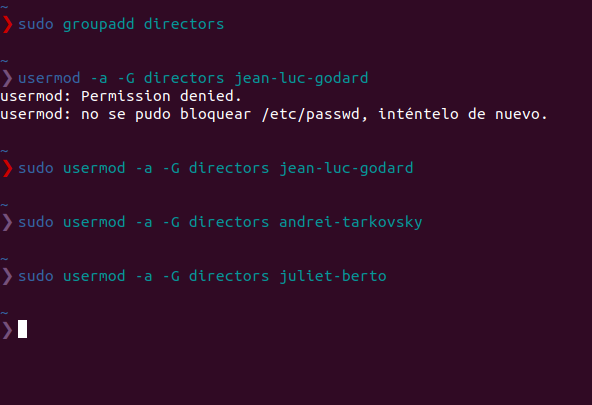 ~
❯ sudo groupadd directors
~
❯ usermod -a -G directors jean-luc-godard
usermod: Permission denied.
usermod: no se pudo bloquear /etc/passwd, inténtelo de nuevo.
~
❯ sudo usermod -a -G directors jean-luc-godard
~
❯ sudo usermod -a -G directors andrei-tarkovsky
~
❯ sudo usermod -a -G directors juliet-berto
~
❯